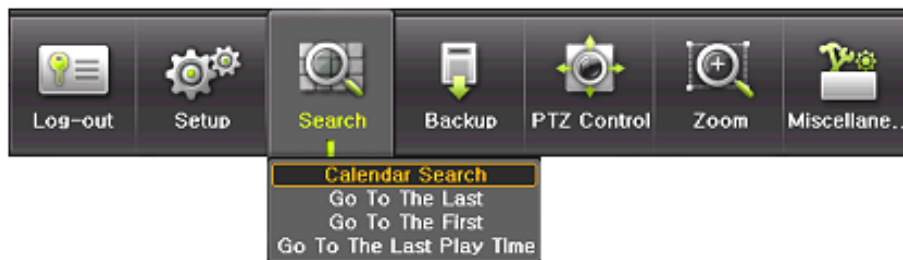 Log-out Setup Search Backup PTZ Control Zoom Miscellane..
Calendar Search
Go To The Last
Go To The First
Go To The Last Play Time